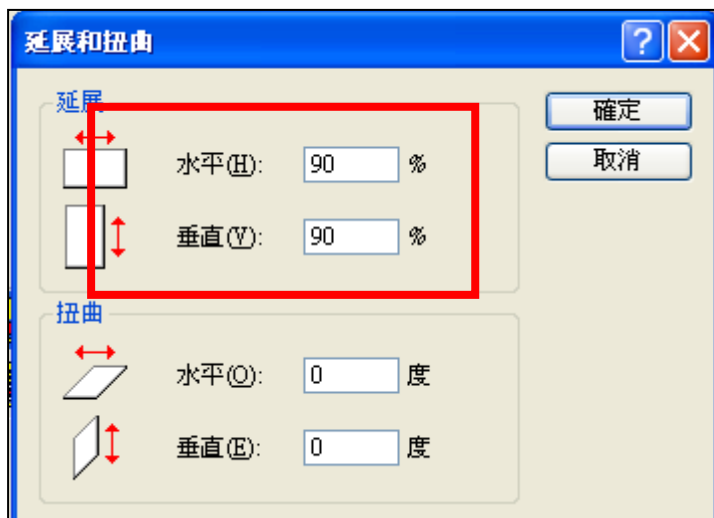 延展和扭曲
延展
水平(H): 90 %
垂直(V): 90 %
確定
取消
扭曲
水平(O): 0 度
垂直(E): 0 度